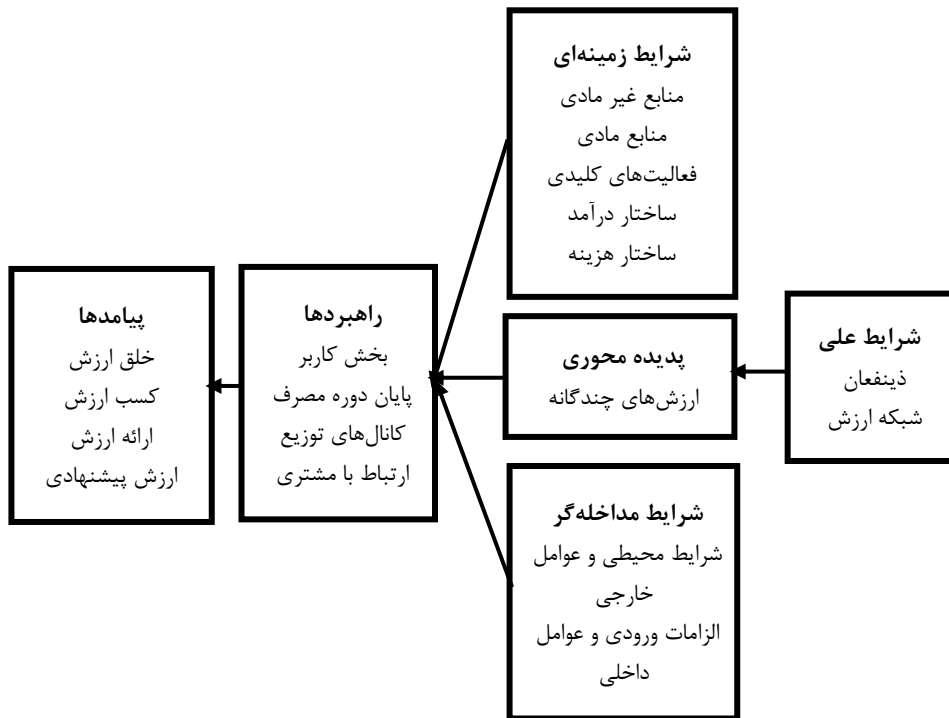 شرایط زمینه‌ای
منابع غیر مادی
منابع مادی
فعالیت‌های کلیدی
ساختار درآمد
ساختار هزینه
شرایط علی
ذینفعان
شبکه ارزش
پدیده محوری
ارزش‌های چندگانه
راهبردها
بخش کاربر
پایان دوره مصرف
کانال‌های توزیع
ارتباط با مشتری
پیامدها
خلق ارزش
کسب ارزش
ارائه ارزش
ارزش پیشنهادی
شرایط مداخله‌گر
شرایط محیطی و عوامل
خارجی
الزامات ورودی و عوامل
داخلی